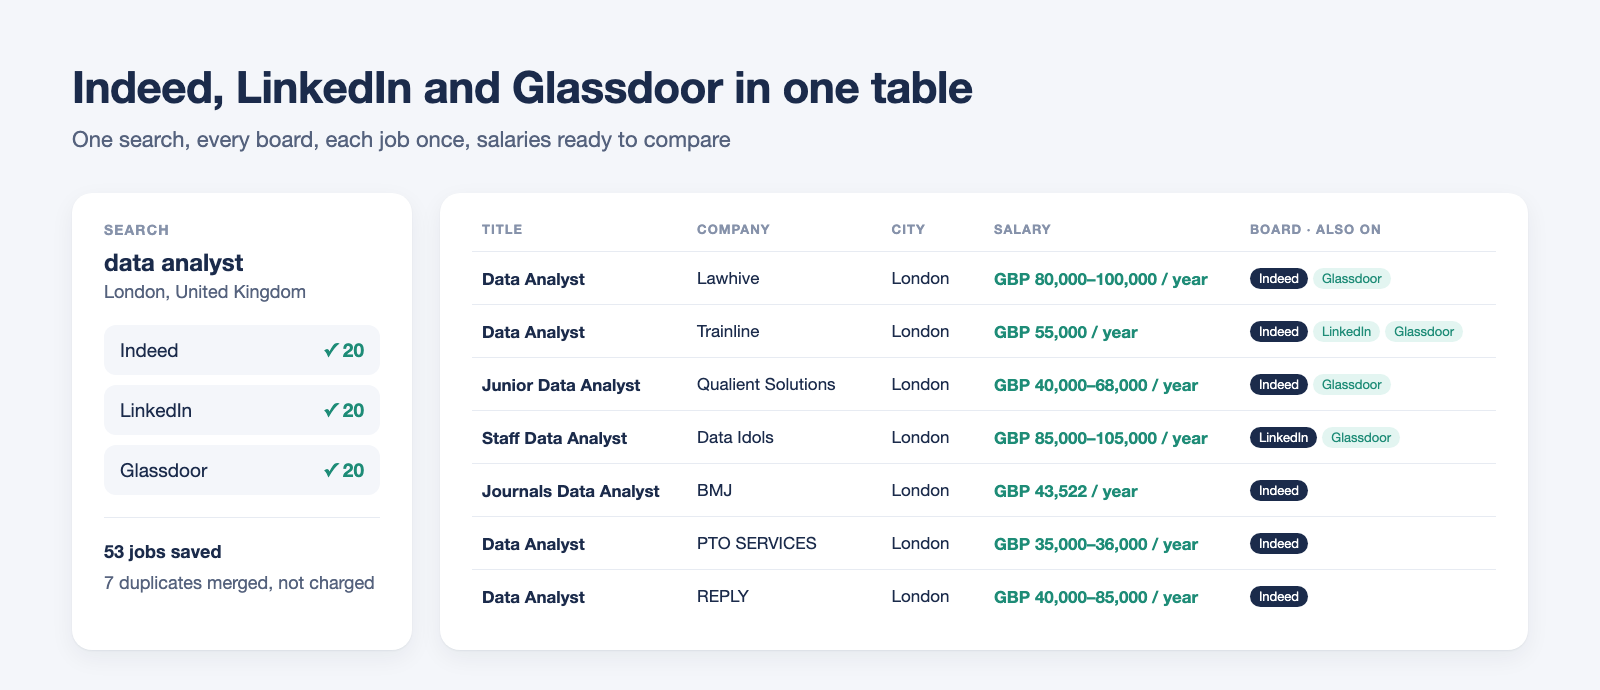 Indeed, LinkedIn and Glassdoor in one table
One search, every board, each job once, salaries ready to compare
SEARCH
data analyst
London, United Kingdom
Indeed ✓ 20
LinkedIn ✓ 20
Glassdoor ✓ 20
53 jobs saved
7 duplicates merged, not charged
TITLE COMPANY CITY SALARY BOARD · ALSO ON
Data Analyst Lawhive London GBP 80,000–100,000 / year Indeed Glassdoor
Data Analyst Trainline London GBP 55,000 / year Indeed LinkedIn Glassdoor
Junior Data Analyst Qualient Solutions London GBP 40,000–68,000 / year Indeed Glassdoor
Staff Data Analyst Data Idols London GBP 85,000–105,000 / year LinkedIn Glassdoor
Journals Data Analyst BMJ London GBP 43,522 / year Indeed
Data Analyst PTO SERVICES London GBP 35,000–36,000 / year Indeed
Data Analyst REPLY London GBP 40,000–85,000 / year Indeed